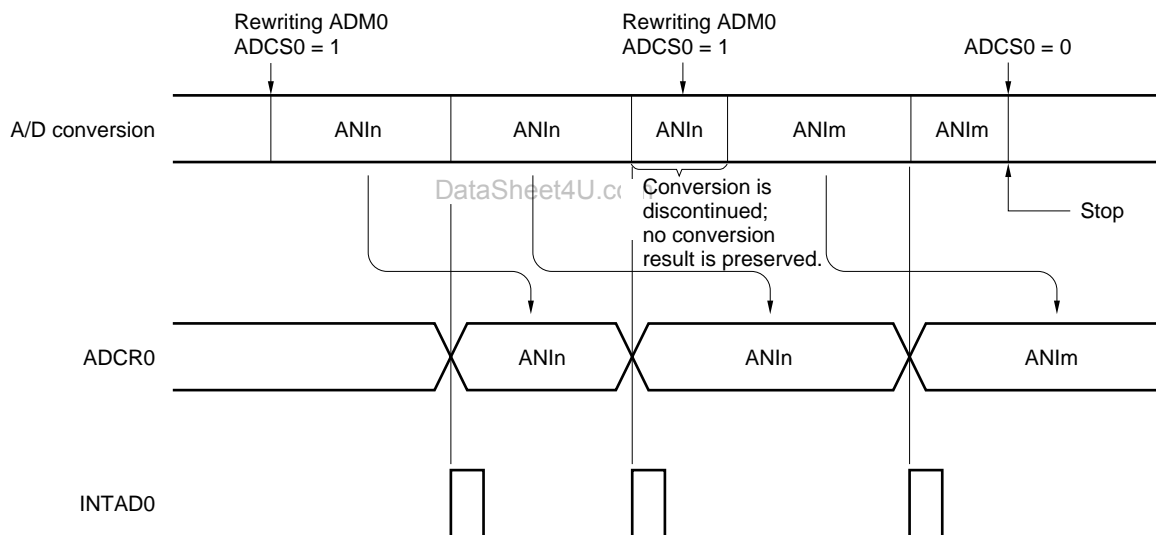 Rewriting ADM0
ADCS0 = 1
Rewriting ADM0
ADCS0 = 1
ADCS0 = 0
A/D conversion
ANIn
ANIn
ANIn
ANIm
ANIm
DataSheet4U.c
Conversion is
discontinued;
no conversion
result is preserved.
Stop
ADCR0
ANIn
ANIn
ANIm
INTAD0